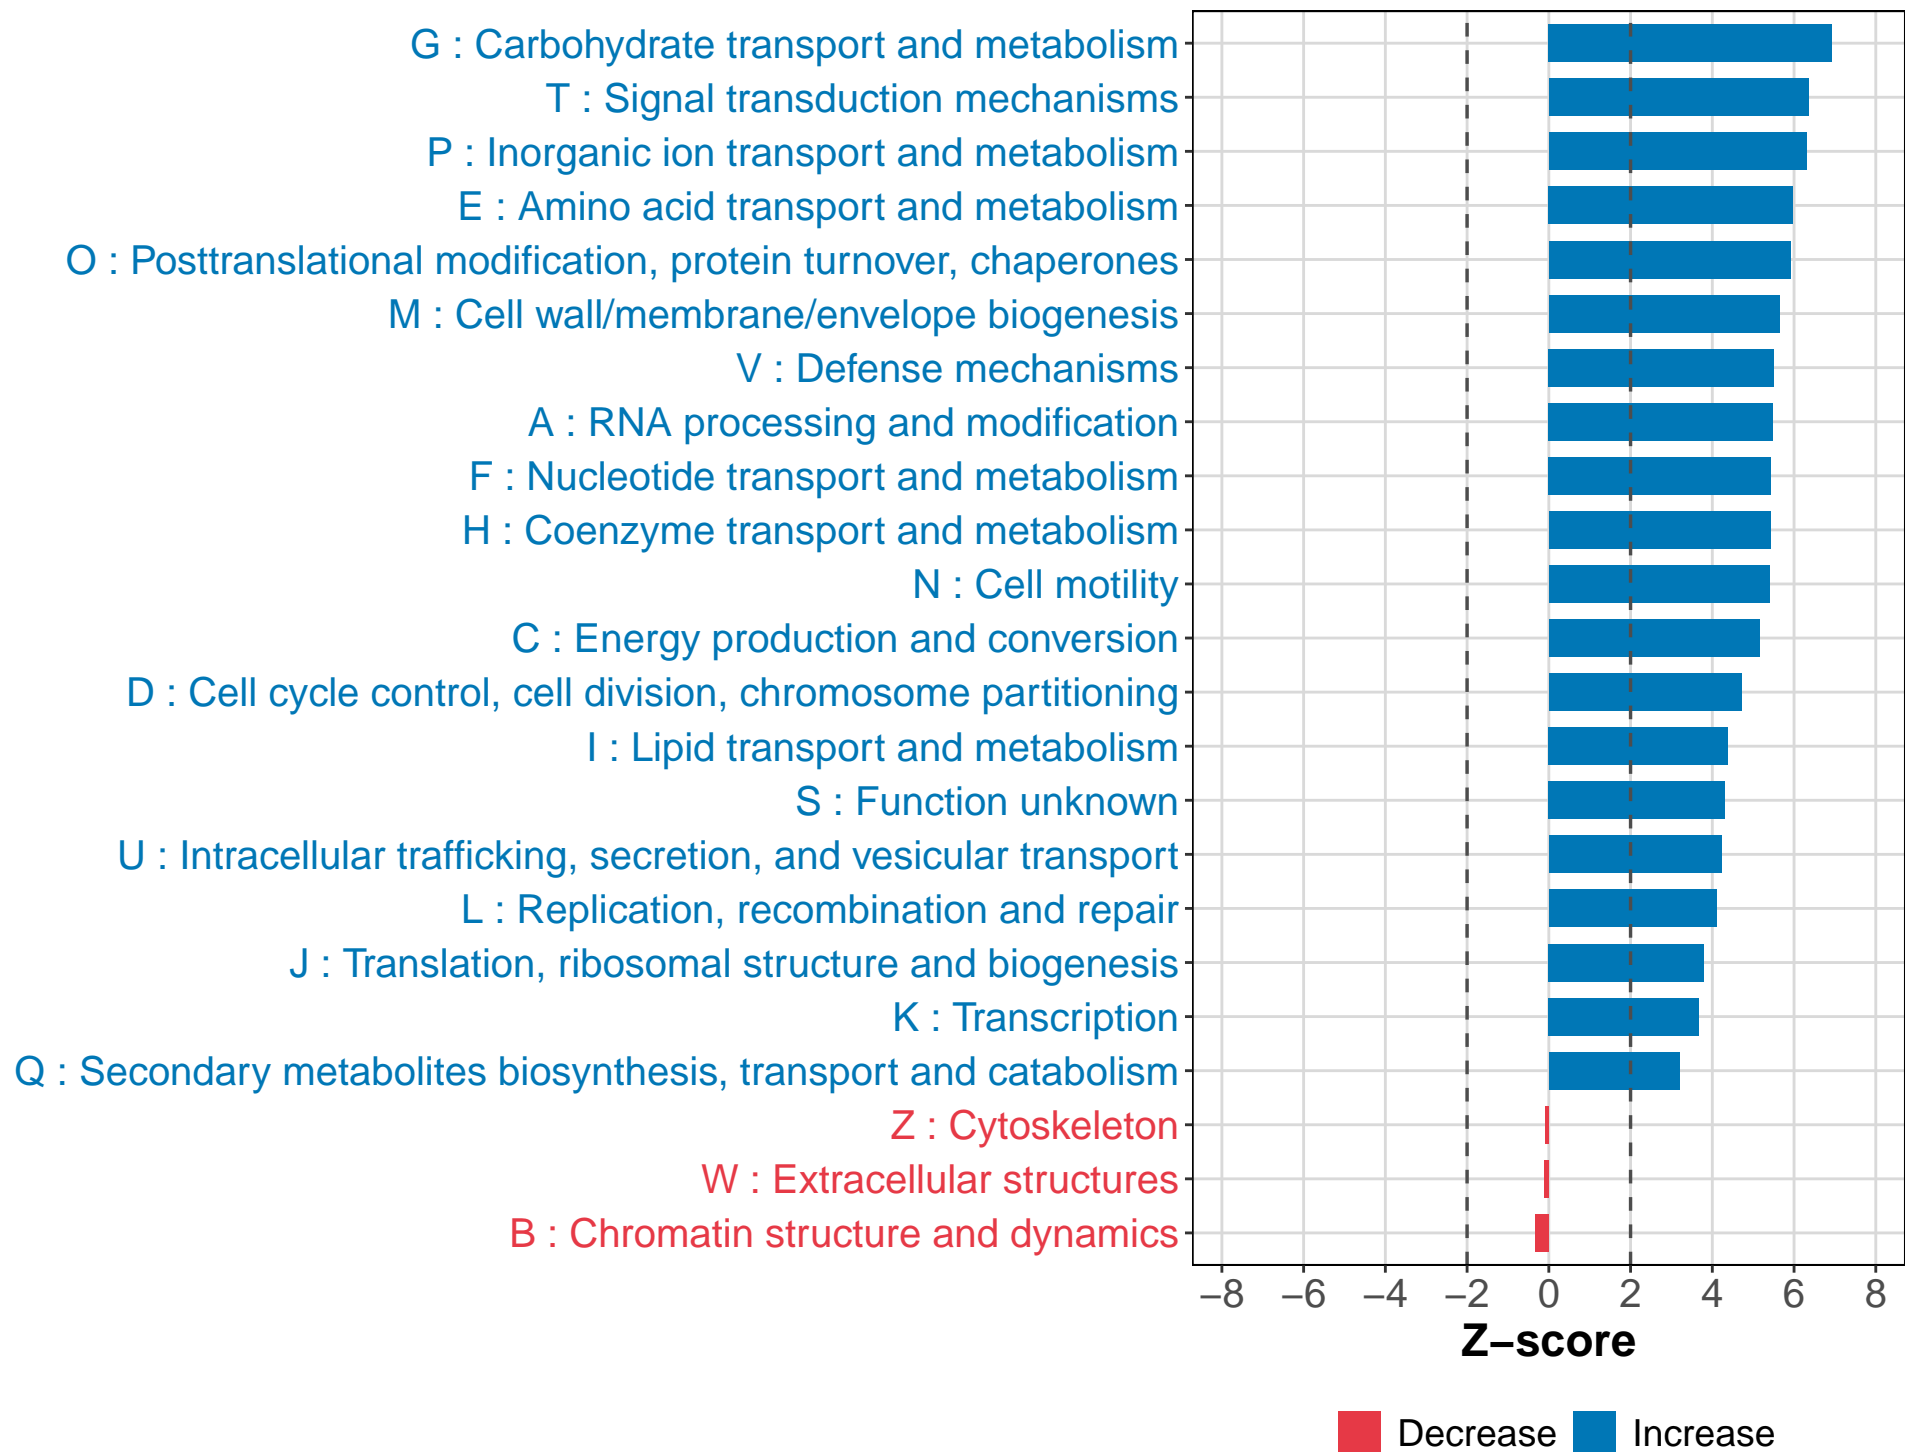 G : Carbohydrate transport and metabolism
T : Signal transduction mechanisms
P : Inorganic ion transport and metabolism
E : Amino acid transport and metabolism
O : Posttranslational modification, protein turnover, chaperones
M : Cell wall/membrane/envelope biogenesis
V : Defense mechanisms
A : RNA processing and modification
F : Nucleotide transport and metabolism
H : Coenzyme transport and metabolism
N : Cell motility
C : Energy production and conversion
D : Cell cycle control, cell division, chromosome partitioning
I : Lipid transport and metabolism
S : Function unknown
U : Intracellular trafficking, secretion, and vesicular transport
L : Replication, recombination and repair
J : Translation, ribosomal structure and biogenesis
K : Transcription
Q : Secondary metabolites biosynthesis, transport and catabolism
Z : Cytoskeleton
W : Extracellular structures
B : Chromatin structure and dynamics
−8 −6 −4 −2 0 2 4 6 8
Z−score
Decrease Increase